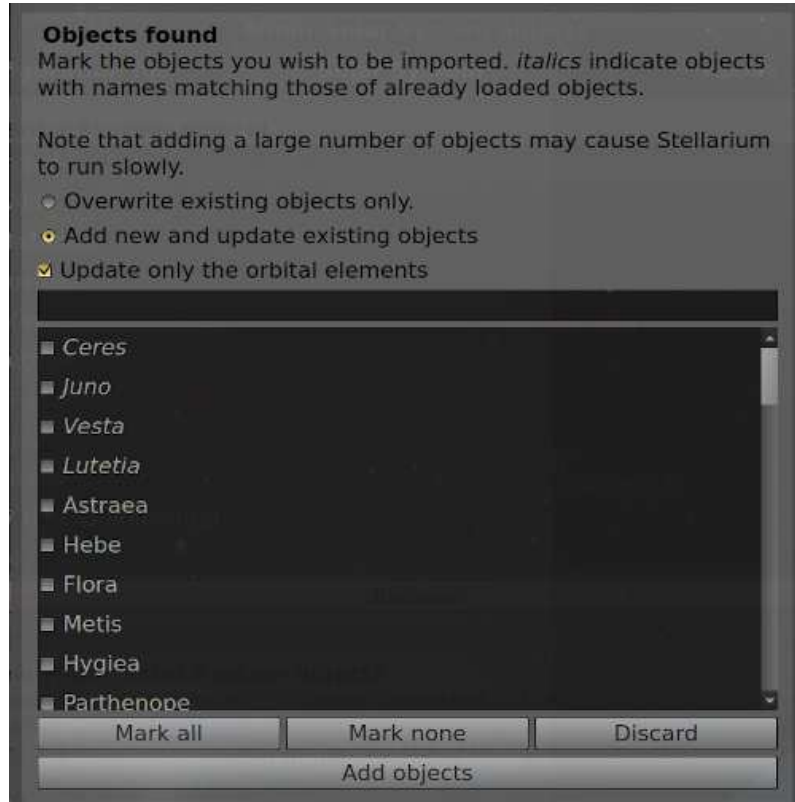 Objects found
Mark the objects you wish to be imported. italics indicate objects
with names matching those of already loaded objects.
Note that adding a large number of objects may cause Stellarium
to run slowly.
Overwrite existing objects only.
Add new and update existing objects
Update only the orbital elements
Ceres
Juno
Vesta
Lutetia
Astraea
Hebe
Flora
Metis
Hygiea
Parthenope
Mark all Mark none Discard
Add objects